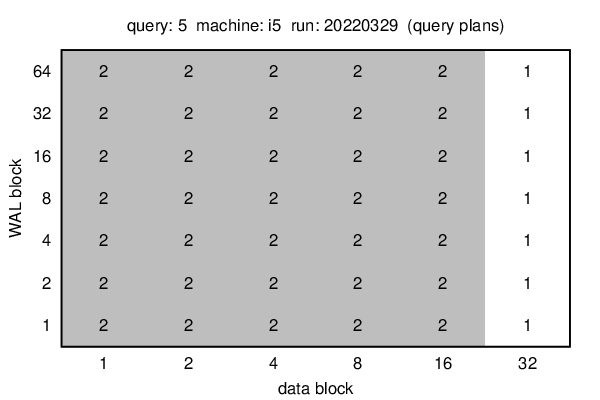 query: 5 machine: i5 run: 20220329 (query plans)
WAL block
64 2 2 2 2 2 1
32 2 2 2 2 2 1
16 2 2 2 2 2 1
8 2 2 2 2 2 1
4 2 2 2 2 2 1
2 2 2 2 2 2 1
1 2 2 2 2 2 1
1 2 4 8 16 32
data block